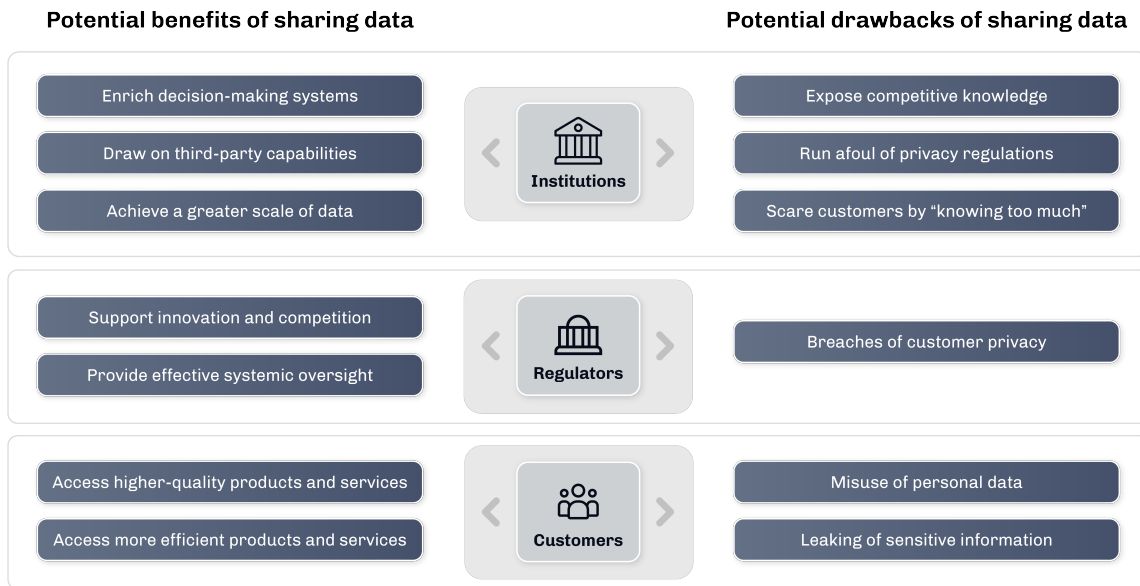 Potential benefits of sharing data
Potential drawbacks of sharing data
Enrich decision-making systems
Draw on third-party capabilities
Achieve a greater scale of data
Institutions
Expose competitive knowledge
Run afoul of privacy regulations
Scare customers by “knowing too much”
Support innovation and competition
Provide effective systemic oversight
Regulators
Breaches of customer privacy
Access higher-quality products and services
Access more efficient products and services
Customers
Misuse of personal data
Leaking of sensitive information